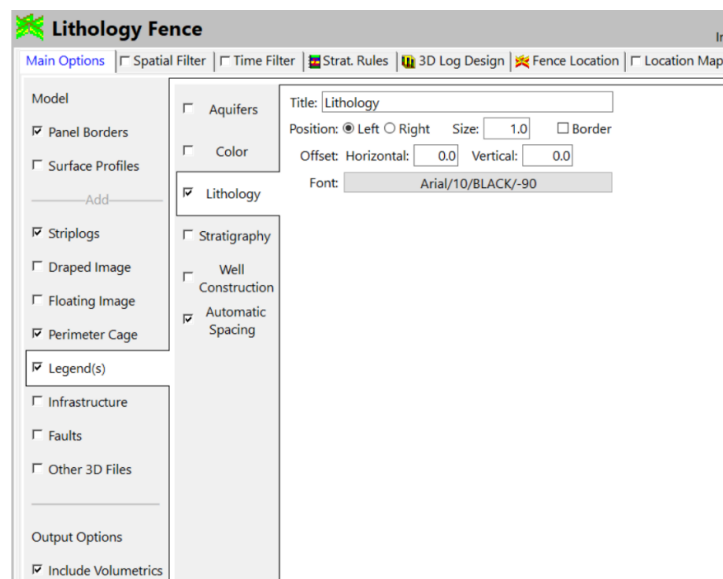 Lithology Fence
Main Options Spatial Filter Time Filter Strat. Rules 3D Log Design Fence Location Location Map
Model
Panel Borders
Surface Profiles
Add
Striplogs
Draped Image
Floating Image
Perimeter Cage
Legend(s)
Infrastructure
Faults
Other 3D Files
Output Options
Include Volumetrics
Aquifers
Color
Lithology
Stratigraphy
Well
Construction
Automatic
Spacing
Title: Lithology
Position: Left Right Size: 1.0 Border
Offset: Horizontal: 0.0 Vertical: 0.0
Font: Arial/10/BLACK/-90